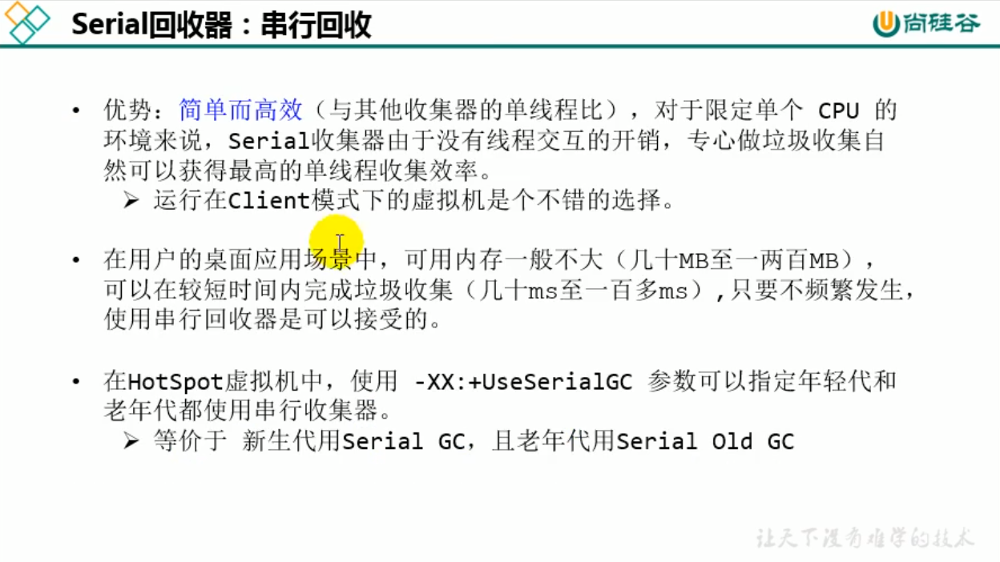 Serial回收器：串行回收
尚硅谷
• 优势：简单而高效（与其他收集器的单线程比），对于限定单个 CPU 的
环境来说，Serial收集器由于没有线程交互的开销，专心做垃圾收集自
然可以获得最高的单线程收集效率。
➢ 运行在Client模式下的虚拟机是个不错的选择。
• 在用户的桌面应用场景中，可用内存一般不大（几十MB至一两百MB），
可以在较短时间内完成垃圾收集（几十ms至一百多ms）,只要不频繁发生，
使用串行回收器是可以接受的。
• 在HotSpot虚拟机中，使用 -XX:+UseSerialGC 参数可以指定年轻代和
老年代都使用串行收集器。
➢ 等价于 新生代用Serial GC，且老年代用Serial Old GC
让天下没有难学的技术